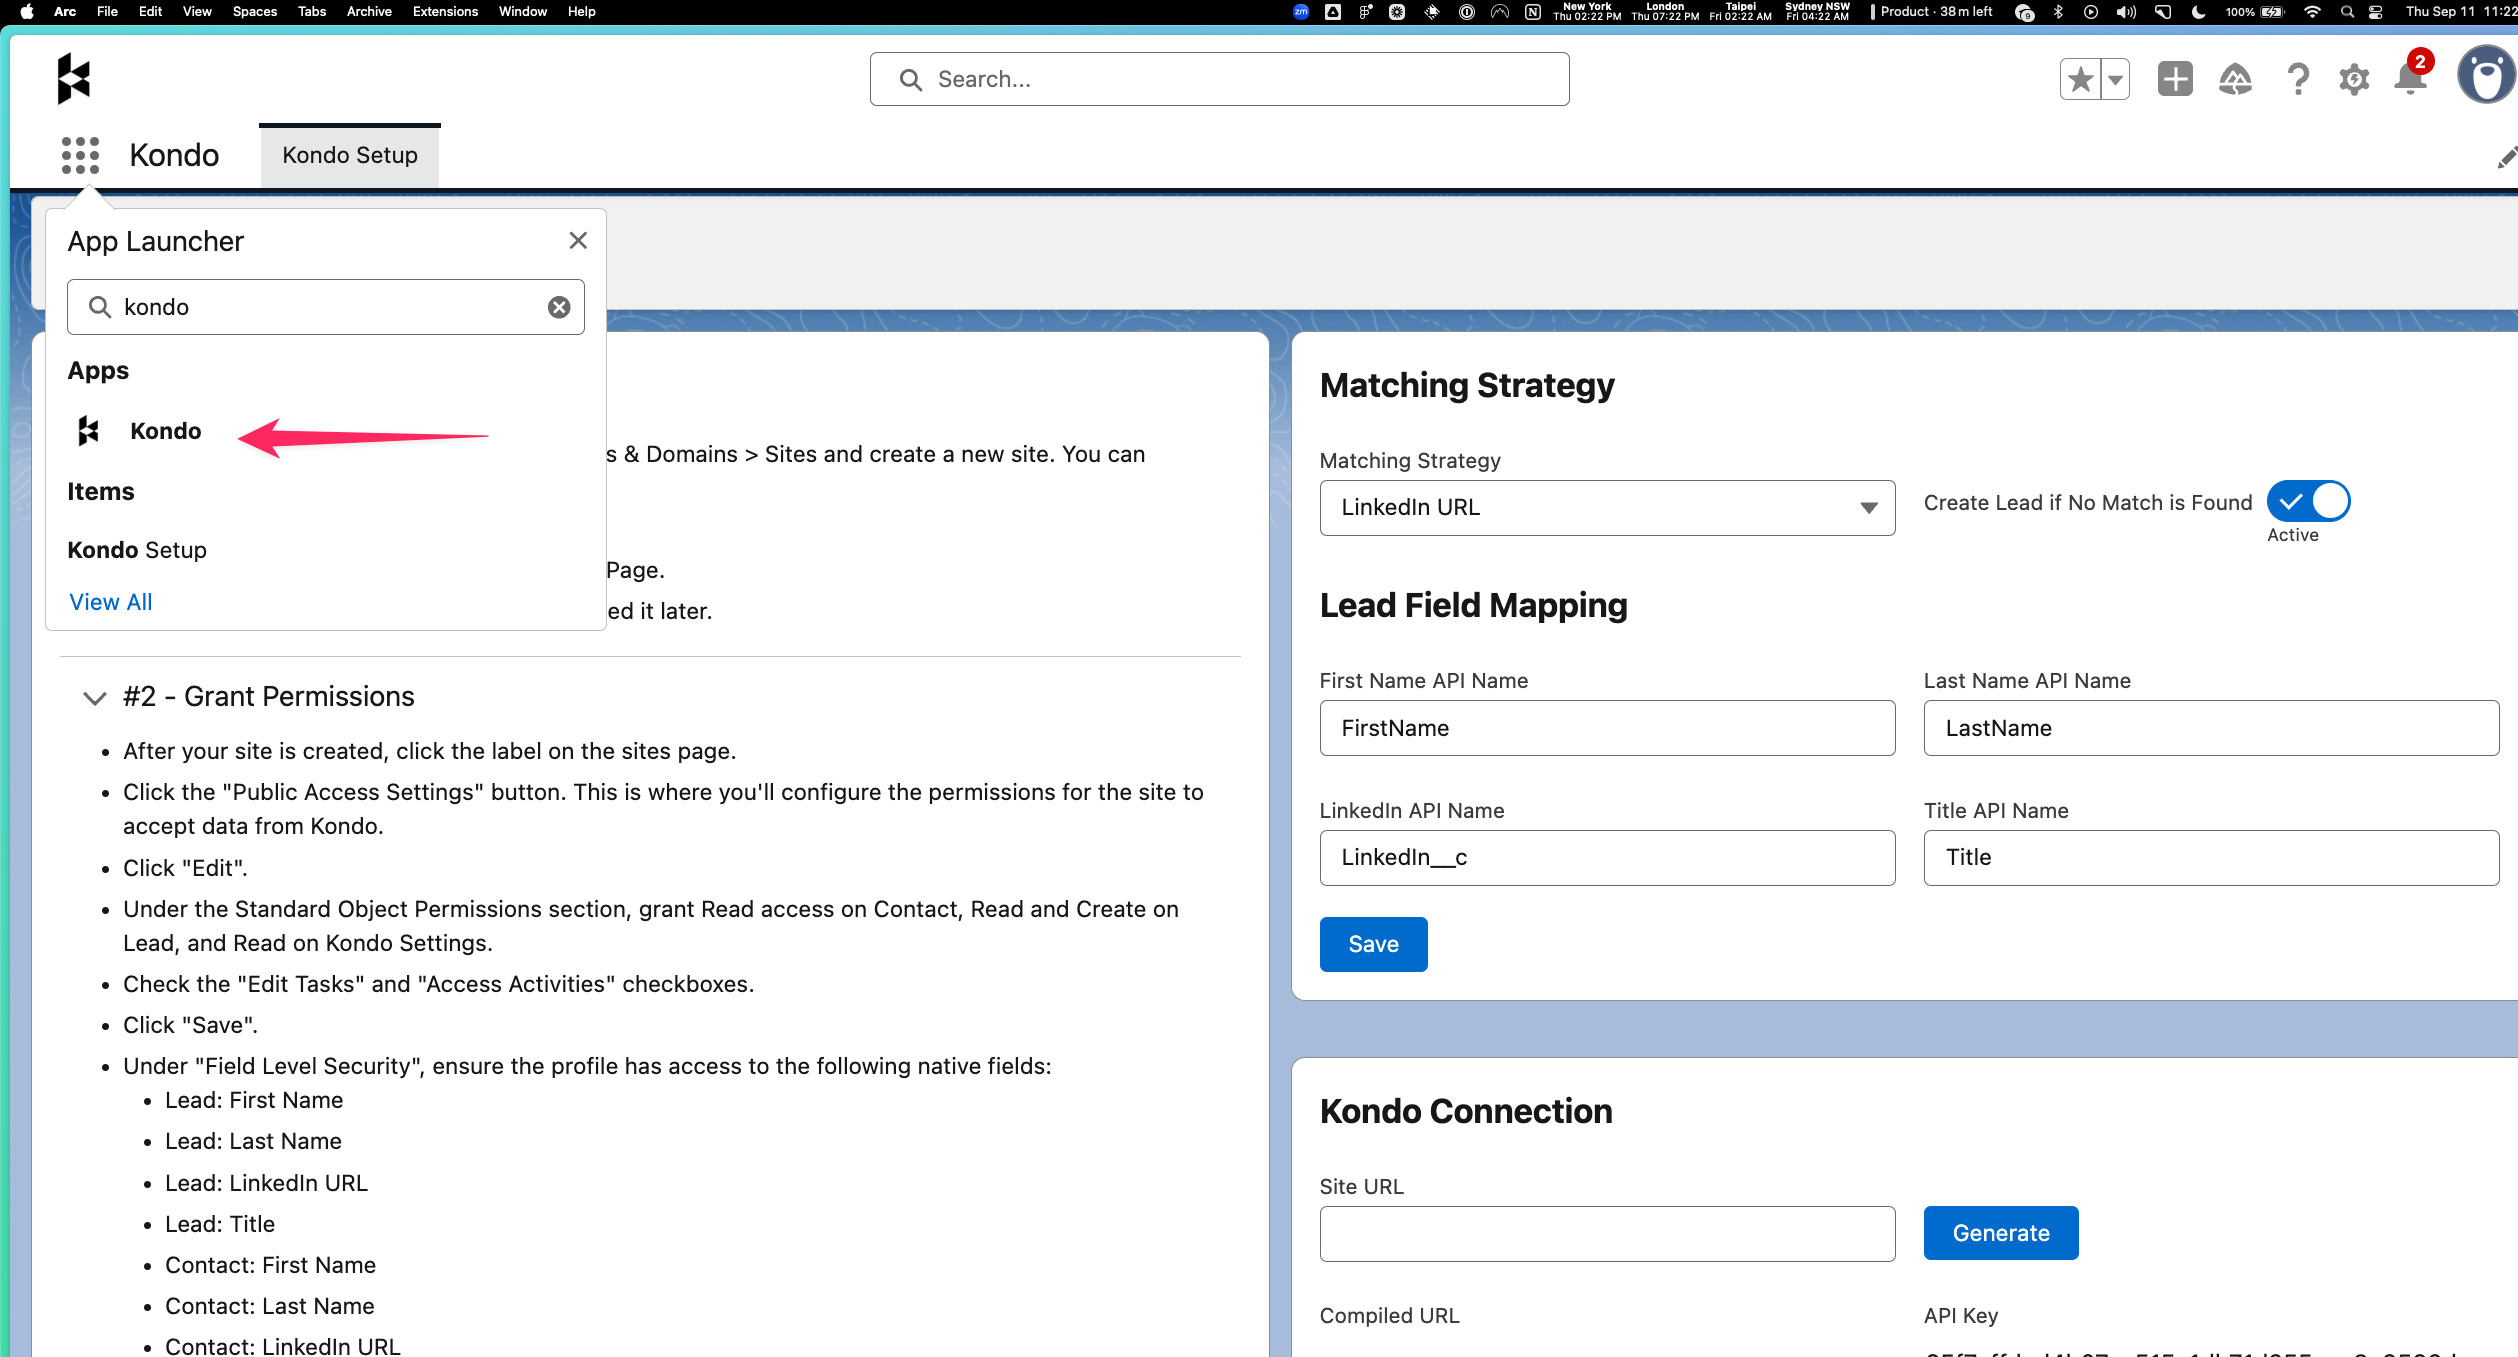 Arc File Edit View Spaces Tabs Archive Extensions Window Help
zm
N
New York
Thu 02:22 PM
London
Thu 07:22 PM
Taipei
Fri 02:22 AM
Sydney NSW
Fri 04:22 AM
Product · 38 m left
9
100%
Thu Sep 11 11:22
Search...
2
Kondo
Kondo Setup
App Launcher
kondo
Apps
Kondo
Items
Kondo Setup
View All
s & Domains > Sites and create a new site. You can
Page.
ed it later.
#2 - Grant Permissions
• After your site is created, click the label on the sites page.
• Click the "Public Access Settings" button. This is where you'll configure the permissions for the site to
accept data from Kondo.
• Click "Edit".
• Under the Standard Object Permissions section, grant Read access on Contact, Read and Create on
Lead, and Read on Kondo Settings.
• Check the "Edit Tasks" and "Access Activities" checkboxes.
• Click "Save".
• Under "Field Level Security", ensure the profile has access to the following native fields:
• Lead: First Name
• Lead: Last Name
• Lead: LinkedIn URL
• Lead: Title
• Contact: First Name
• Contact: Last Name
• Contact: LinkedIn URL
Matching Strategy
Matching Strategy
LinkedIn URL
Create Lead if No Match is Found
Active
Lead Field Mapping
First Name API Name
FirstName
Last Name API Name
LastName
LinkedIn API Name
LinkedIn__c
Title API Name
Title
Save
Kondo Connection
Site URL
Generate
Compiled URL
API Key